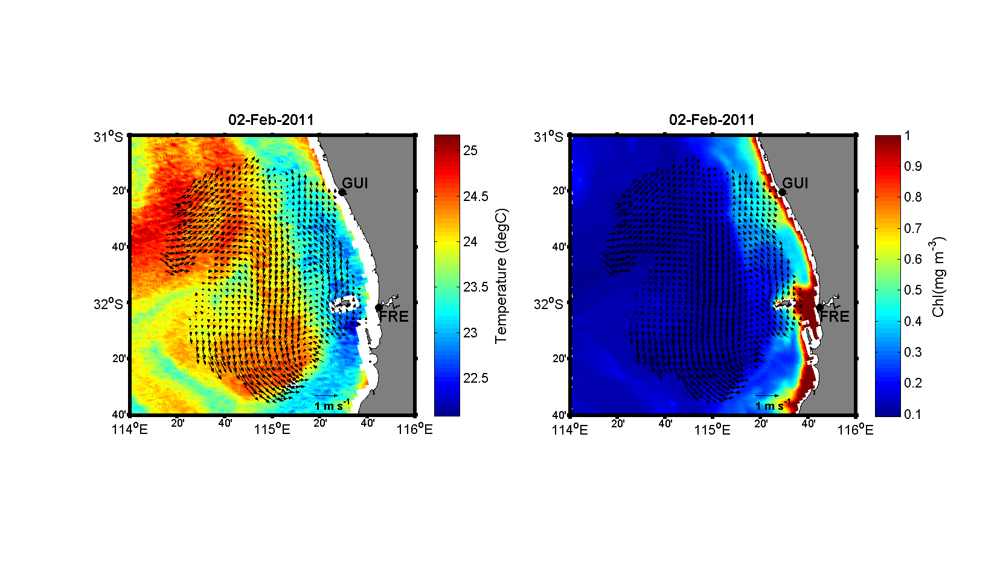 02-Feb-2011
31°S
20'
40'
32°S
20'
40'
114°E
20'
40'
115°E
20'
40'
116°E
GUI
FRE
1 m s-1
25
24.5
24
23.5
23
22.5
Temperature (degC)
02-Feb-2011
31°S
20'
40'
32°S
20'
40'
114°E
20'
40'
115°E
20'
40'
116°E
GUI
FRE
1 m s-1
1
0.9
0.8
0.7
0.6
0.5
0.4
0.3
0.2
0.1
Chl(mg m-3)